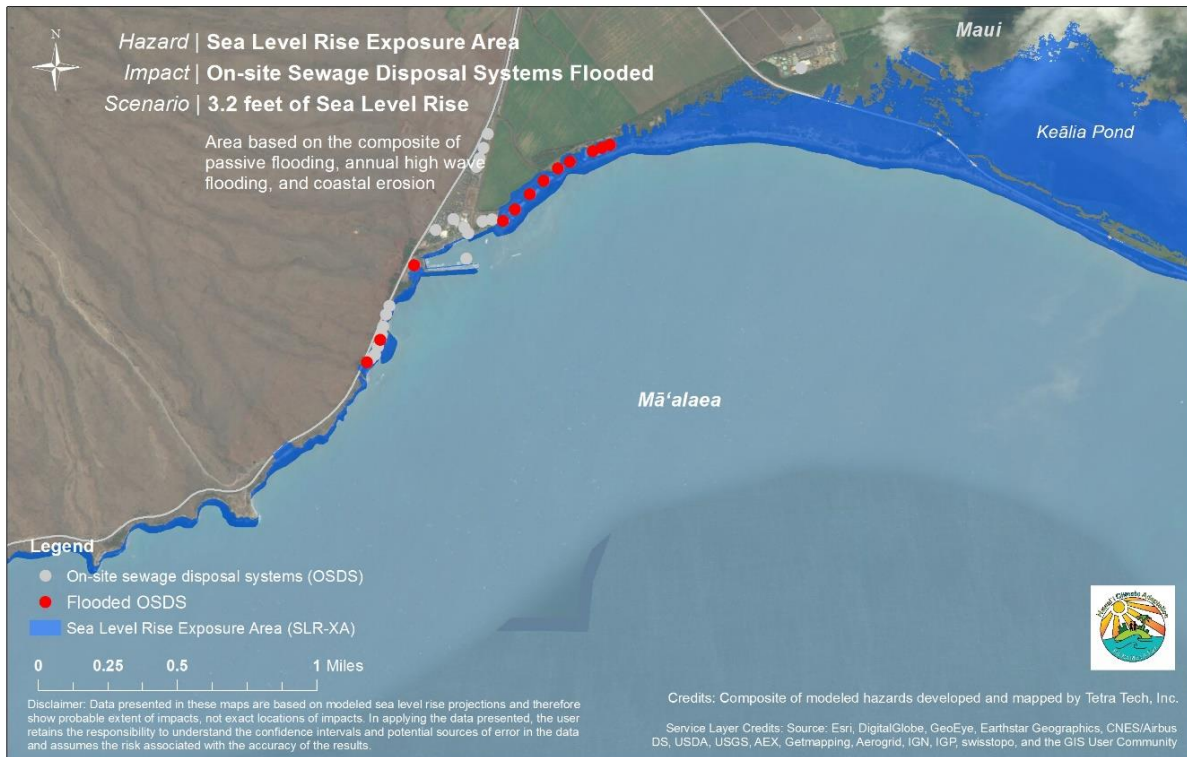 N
Hazard | Sea Level Rise Exposure Area
Impact | On-site Sewage Disposal Systems Flooded
Scenario | 3.2 feet of Sea Level Rise
Area based on the composite of
passive flooding, annual high wave
flooding, and coastal erosion
Maui
Keālia Pond
Māʻalaea
Legend
On-site sewage disposal systems (OSDS)
Flooded OSDS
Sea Level Rise Exposure Area (SLR-XA)
0 0.25 0.5 1 Miles
Disclaimer: Data presented in these maps are based on modeled sea level rise projections and therefore
show probable extent of impacts, not exact locations of impacts. In applying the data presented, the user
retains the responsibility to understand the confidence intervals and potential sources of error in the data
and assumes the risk associated with the accuracy of the results.
Credits: Composite of modeled hazards developed and mapped by Tetra Tech, Inc.
Service Layer Credits: Source: Esri, DigitalGlobe, GeoEye, Earthstar Geographics, CNES/Airbus
DS, USDA, USGS, AEX, Getmapping, Aerogrid, IGN, IGP, swisstopo, and the GIS User Community